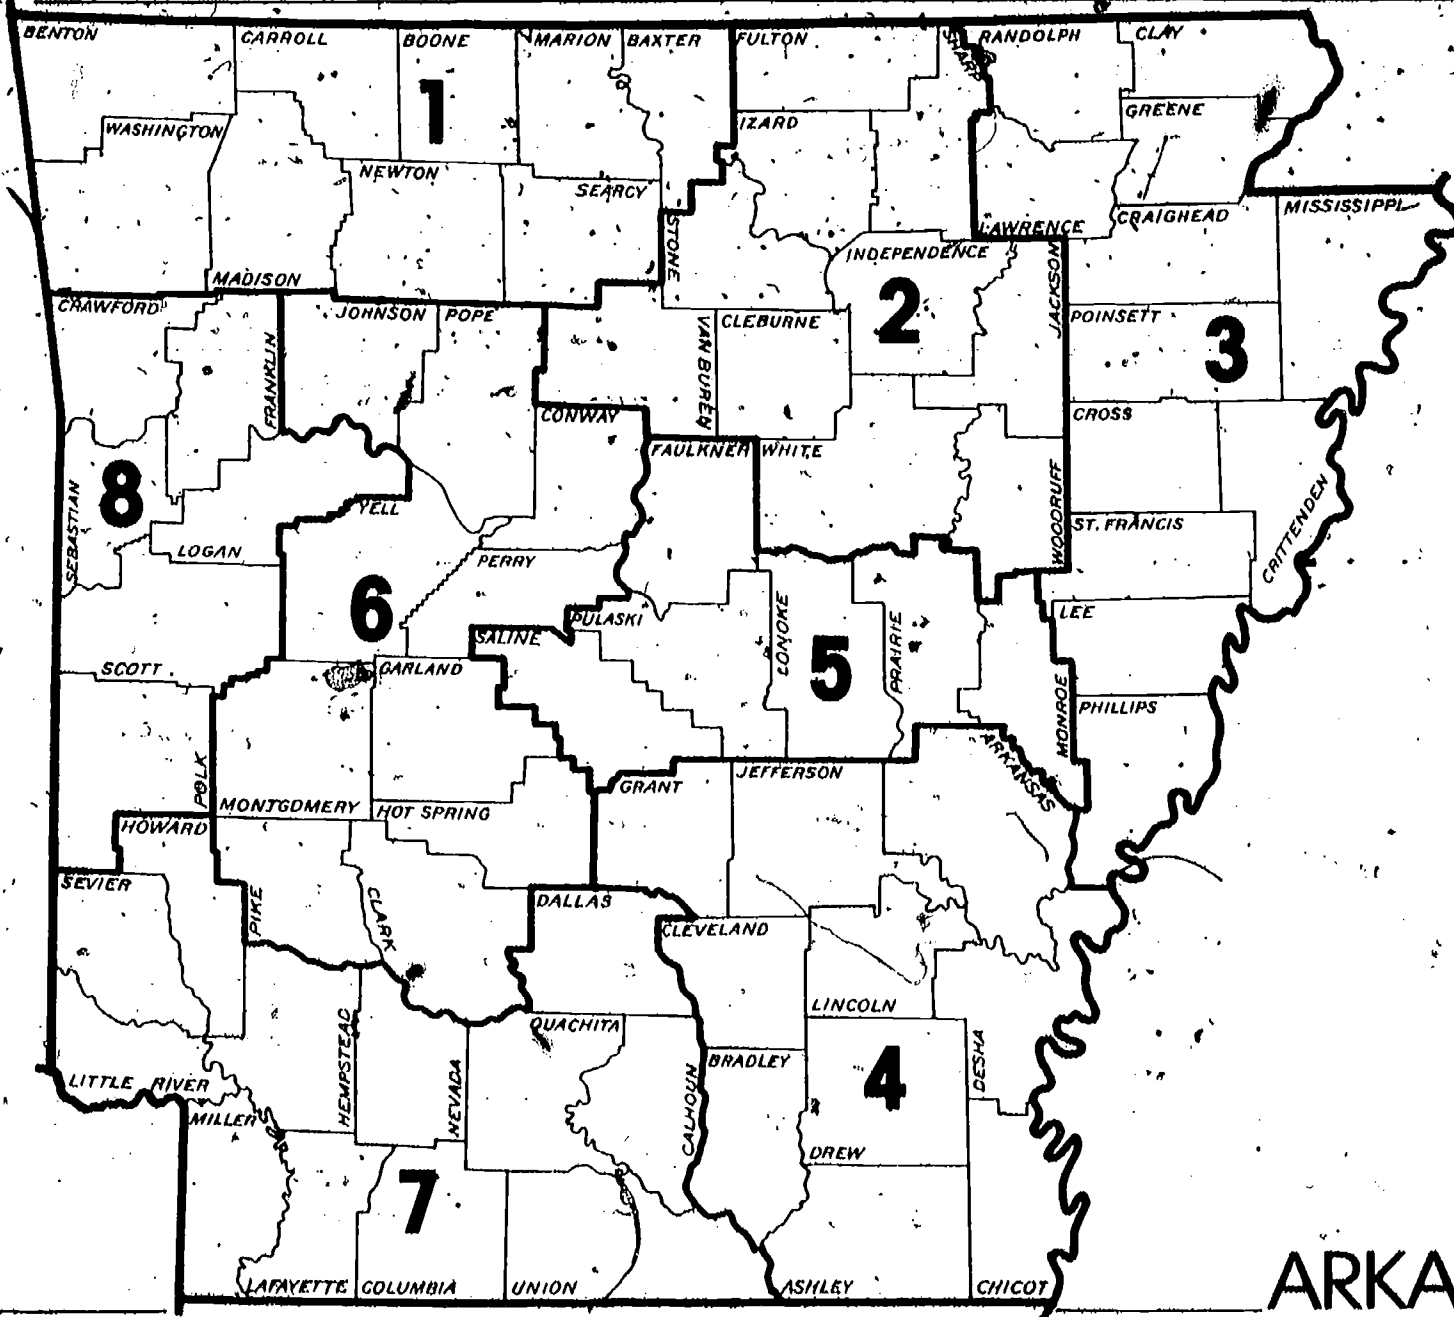 BENTON
CARROLL
BOONE
MARION
BAXTER
FULTON
SHARP
RANDOLPH
CLAY
1
WASHINGTON
IZARD
GREENE
NEWTON
SEARCY
STONE
LAWRENCE
CRAIGHEAD
MISSISSIPPI
MADISON
INDEPENDENCE
JACKSON
2
CRAWFORD
FRANKLIN
JOHNSON
POPE
VAN BUREN
CLEBURNE
POINSETT
3
CONWAY
CROSS
FAULKNER
WHITE
8
SEBASTIAN
YELL
WOODRUFF
ST. FRANCIS
CRITTENDEN
LOGAN
PERRY
6
PULASKI
LONOKE
PRAIRIE
LEE
SALINE
5
SCOTT
GARLAND
MONROE
PHILLIPS
POLK
ARKANSAS
MONTGOMERY
HOT SPRING
GRANT
JEFFERSON
HOWARD
SEVIER
PIKE
CLARK
DALLAS
CLEVELAND
LINCOLN
HEMPSTEAD
NEVADA
OUACHITA
CALHOUN
BRADLEY
4
DESHA
LITTLE RIVER
MILLER
DREW
7
LAFAYETTE
COLUMBIA
UNION
ASHLEY
CHICOT
ARKA